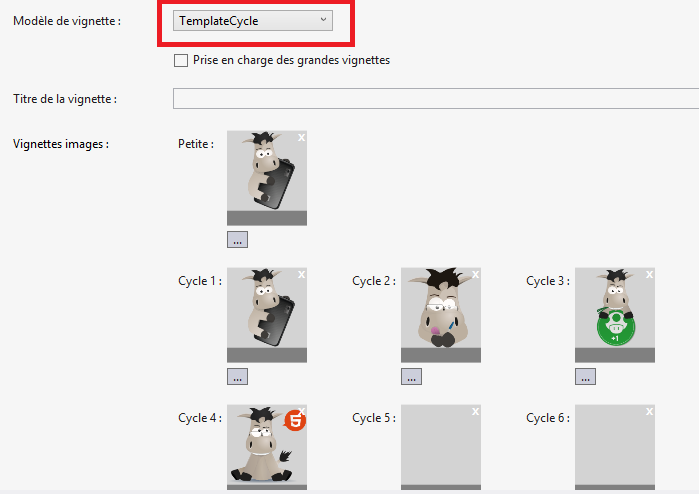 Modèle de vignette : TemplateCycle
Prise en charge des grandes vignettes
Titre de la vignette :
Vignettes images : Petite : x
...
Cycle 1 : x Cycle 2 : x Cycle 3 : x
+1
... ... ...
Cycle 4 : 5 x Cycle 5 : x Cycle 6 : x